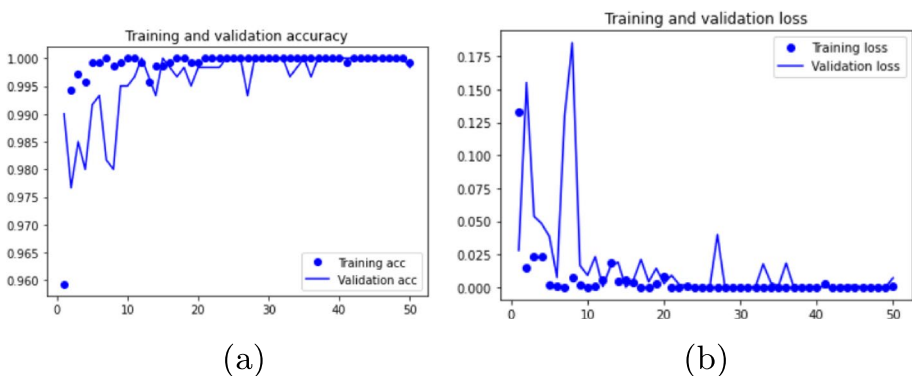 Training and validation accuracy
1.000
0.995
0.990
0.985
0.980
0.975
0.970
0.965
0.960
0 10 20 30 40 50
Training acc
Validation acc
(a)
Training and validation loss
0.175
0.150
0.125
0.100
0.075
0.050
0.025
0.000
0 10 20 30 40 50
Training loss
Validation loss
(b)